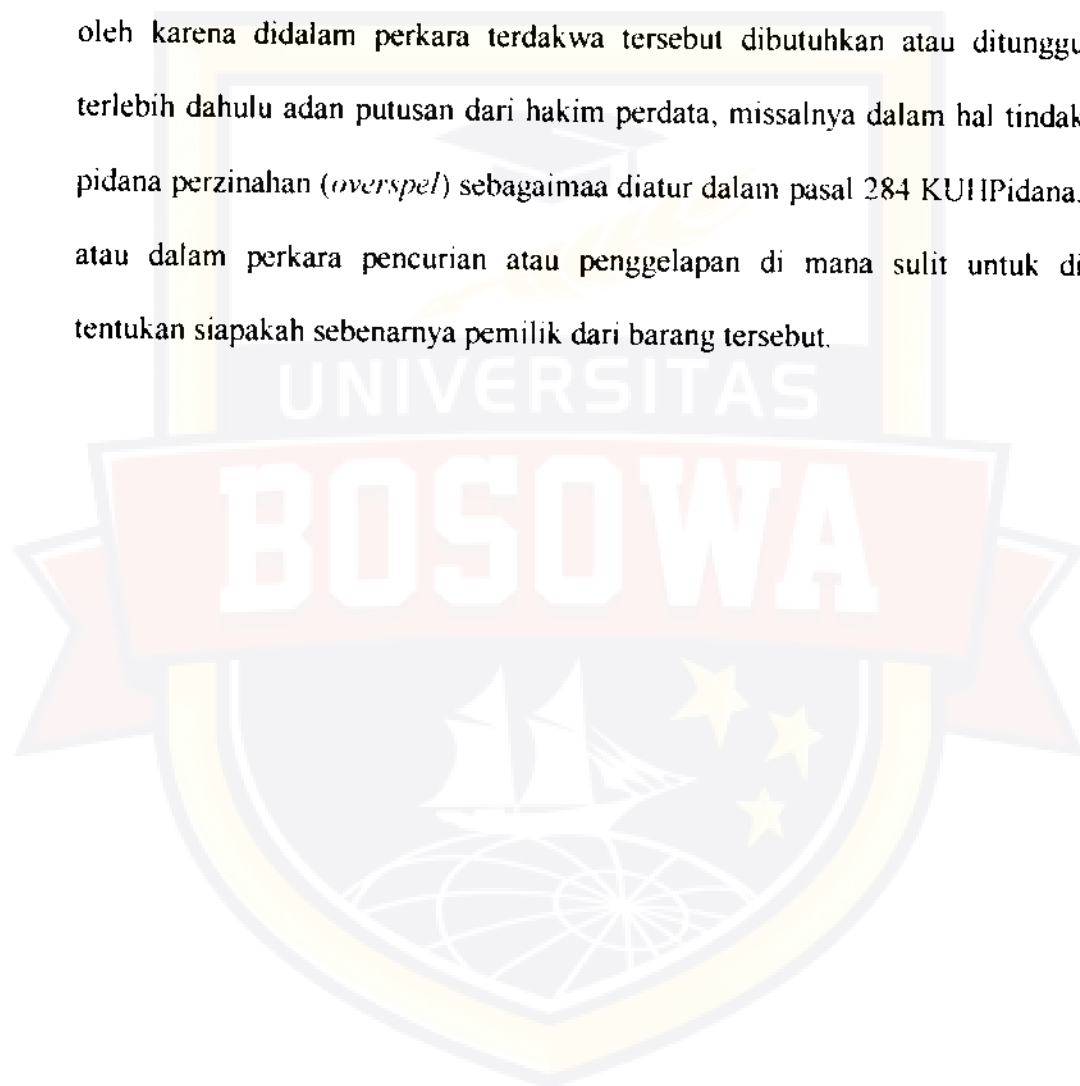 oleh karena didalam perkara terdakwa tersebut dibutuhkan atau ditunggu
terlebih dahulu adan putusan dari hakim perdata, missalnya dalam hal tindak
pidana perzinahan (overspel) sebagaimaa diatur dalam pasal 284 KUHPidana.
atau dalam perkara pencurian atau penggelapan di mana sulit untuk di
tentukan siapakah sebenarnya pemilik dari barang tersebut.
UNIVERSITAS
BOSOWA